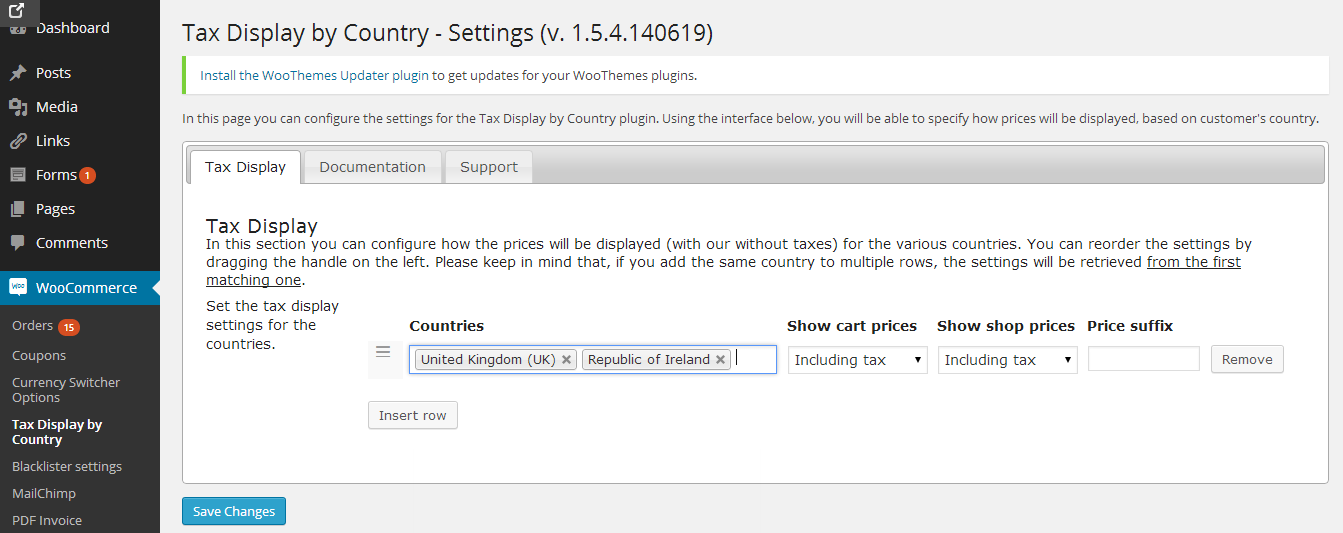 Dashboard
Posts
Media
Links
Forms 1
Pages
Comments
Woo WooCommerce
Orders 15
Coupons
Currency Switcher
Options
Tax Display by
Country
Blacklister settings
MailChimp
PDF Invoice
Tax Display by Country - Settings (v. 1.5.4.140619)
Install the WooThemes Updater plugin to get updates for your WooThemes plugins.
In this page you can configure the settings for the Tax Display by Country plugin. Using the interface below, you will be able to specify how prices will be displayed, based on customer's country.
Tax Display Documentation Support
Tax Display
In this section you can configure how the prices will be displayed (with our without taxes) for the various countries. You can reorder the settings by
dragging the handle on the left. Please keep in mind that, if you add the same country to multiple rows, the settings will be retrieved from the first
matching one.
Set the tax display
settings for the
countries.
Countries Show cart prices Show shop prices Price suffix
United Kingdom (UK) Republic of Ireland Including tax Including tax Remove
Insert row
Save Changes